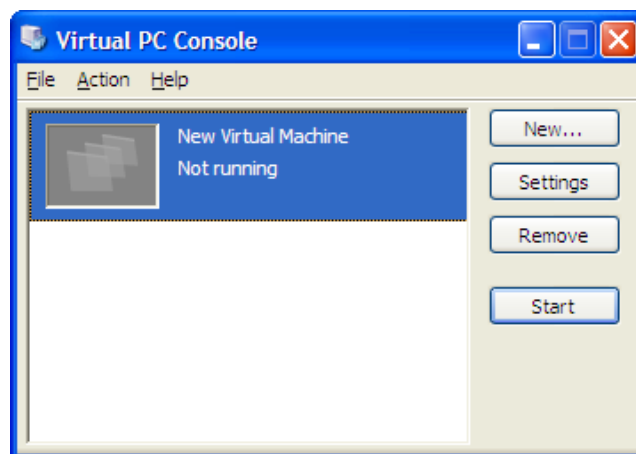 Virtual PC Console
File Action Help
New Virtual Machine
Not running
New...
Settings
Remove
Start